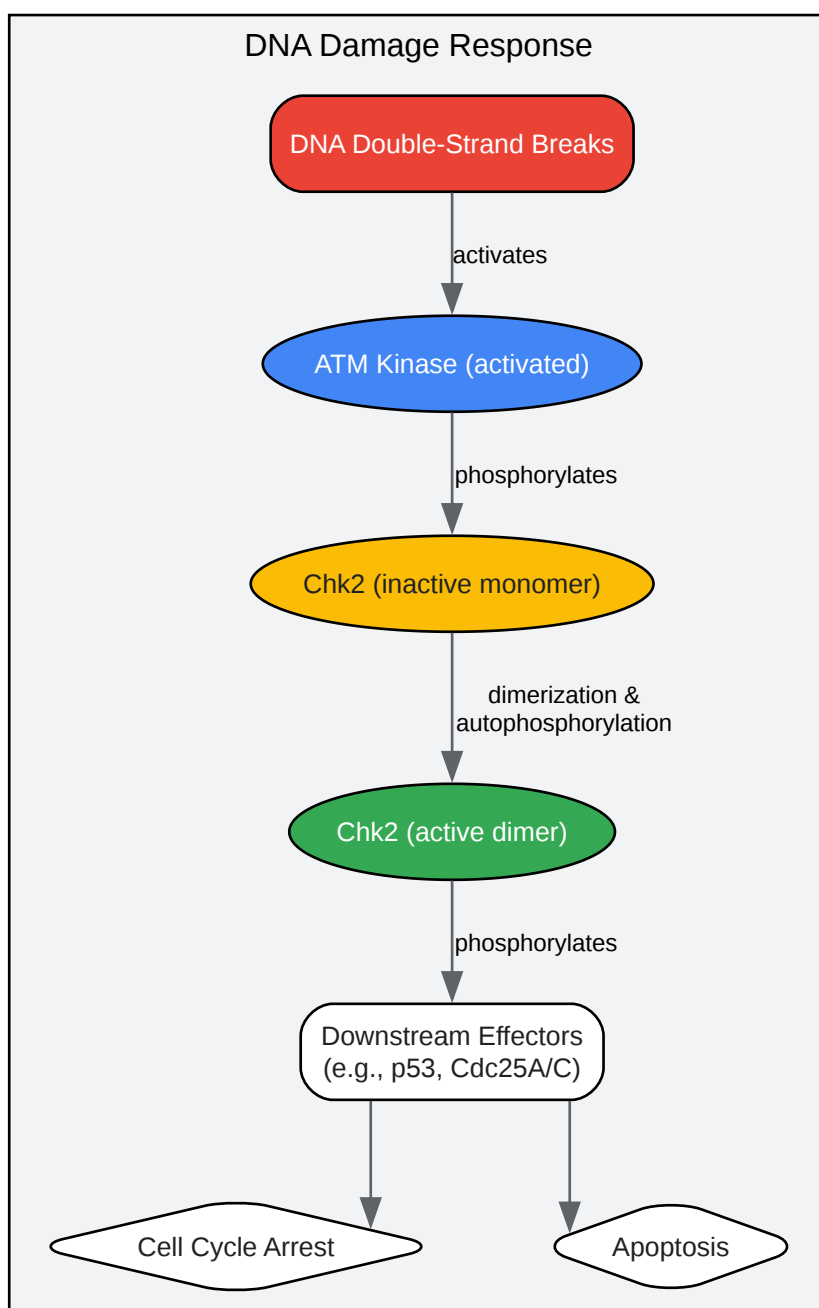 DNA Damage Response
DNA Double-Strand Breaks
activates
ATM Kinase (activated)
phosphorylates
Chk2 (inactive monomer)
dimerization &
autophosphorylation
Chk2 (active dimer)
phosphorylates
Downstream Effectors
(e.g., p53, Cdc25A/C)
Cell Cycle Arrest
Apoptosis